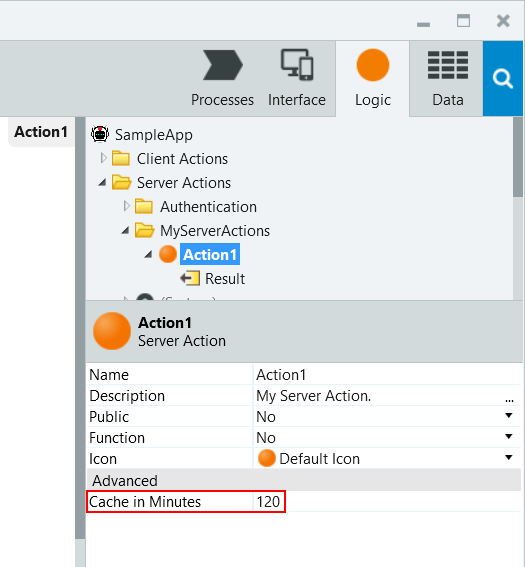 Processes Interface Logic Data
Action1
SampleApp
Client Actions
Server Actions
Authentication
MyServerActions
Action1
Result
Action1
Server Action
Name Action1
Description My Server Action. ...
Public No
Function No
Icon Default Icon
Advanced
Cache in Minutes 120